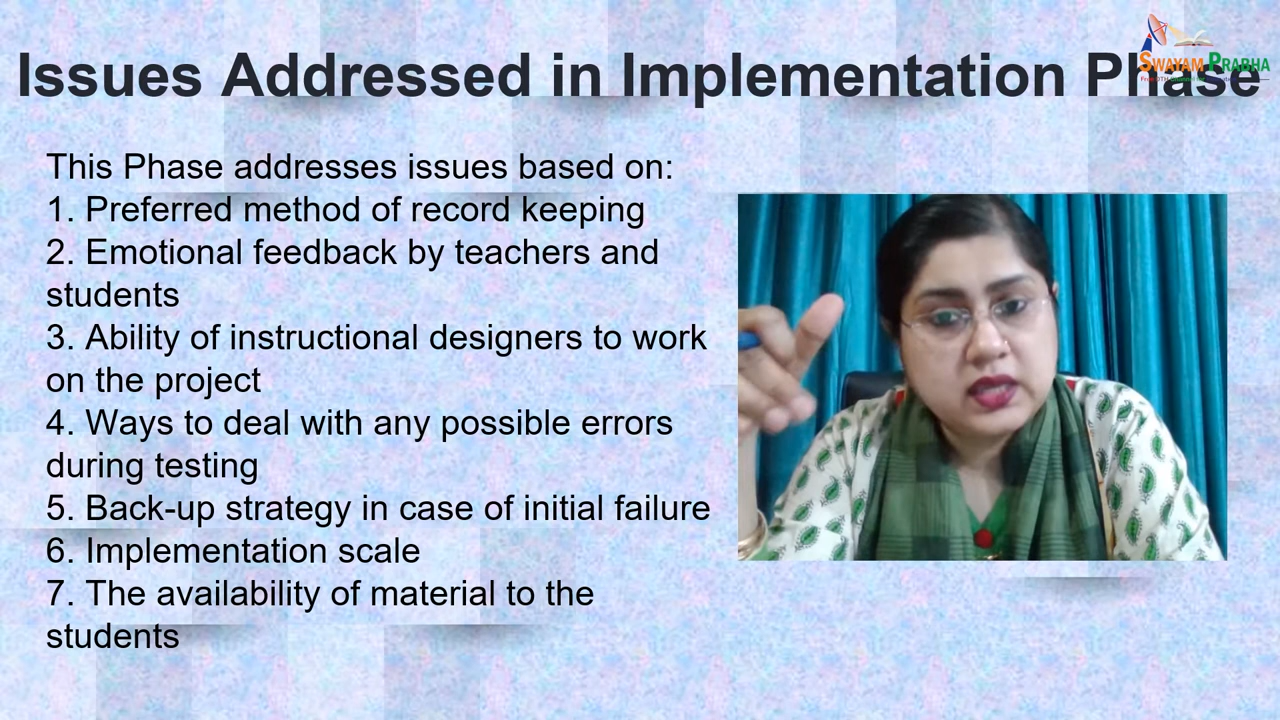 Issues Addressed in Implementation Phase
SWAYAM PRABHA
This Phase addresses issues based on:
1. Preferred method of record keeping
2. Emotional feedback by teachers and
students
3. Ability of instructional designers to work
on the project
4. Ways to deal with any possible errors
during testing
5. Back-up strategy in case of initial failure
6. Implementation scale
7. The availability of material to the
students